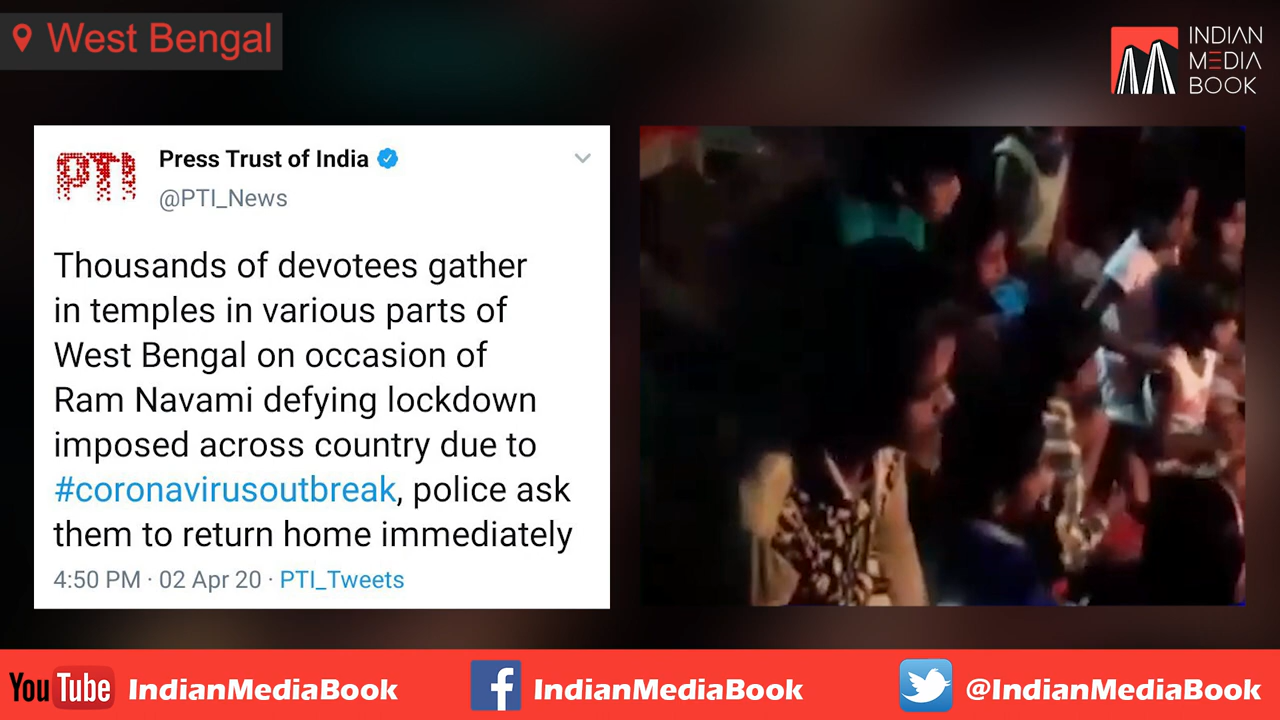 West Bengal
INDIAN
MEDIA
BOOK
PTI
Press Trust of India
@PTI_News
Thousands of devotees gather
in temples in various parts of
West Bengal on occasion of
Ram Navami defying lockdown
imposed across country due to
#coronavirusoutbreak, police ask
them to return home immediately
4:50 PM · 02 Apr 20 · PTI_Tweets
You Tube IndianMediaBook
f IndianMediaBook
@IndianMediaBook